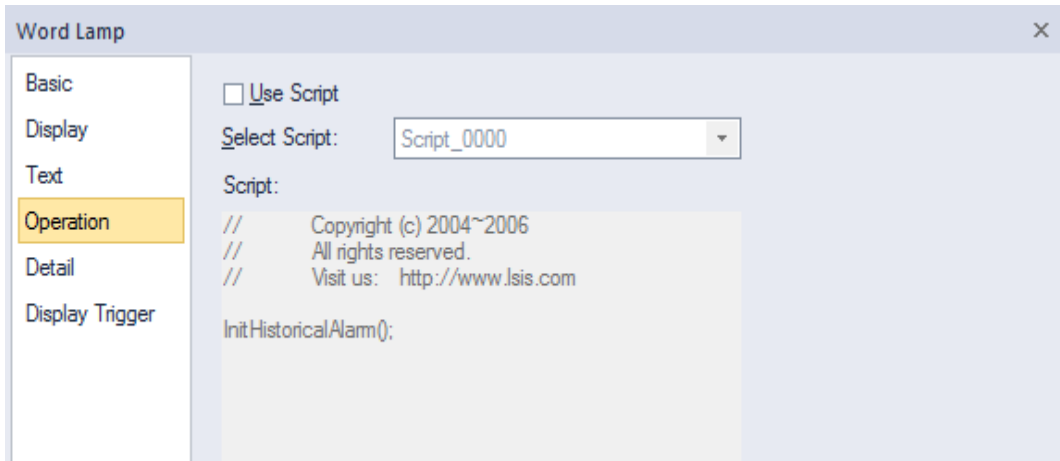 Word Lamp
Basic
Display
Text
Operation
Detail
Display Trigger
Use Script
Select Script: Script_0000
Script:
// Copyright (c) 2004~2006
// All rights reserved.
// Visit us: http://www.lsis.com
InitHistoricalAlarm();